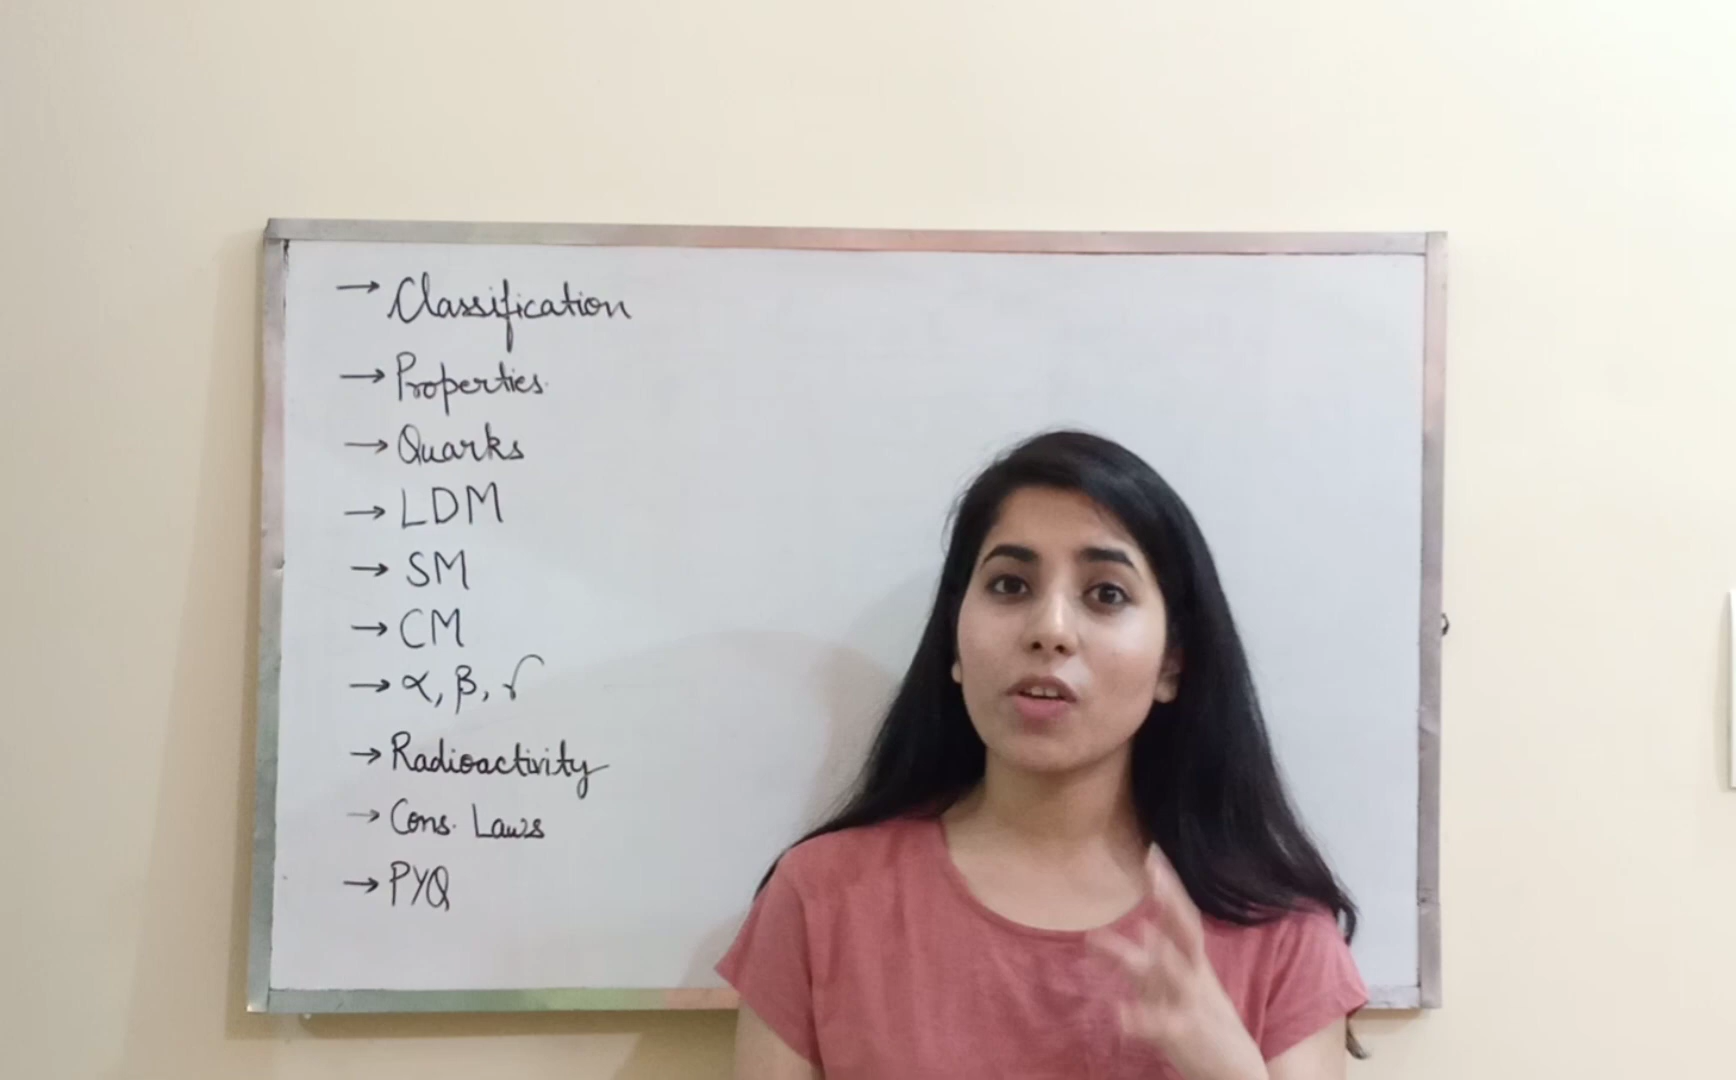 → Classification
→ Properties.
→ Quarks
→ LDM
→ SM
→ CM
→ α, β, γ
→ Radioactivity
→ Cons. Laws
→ PYQ